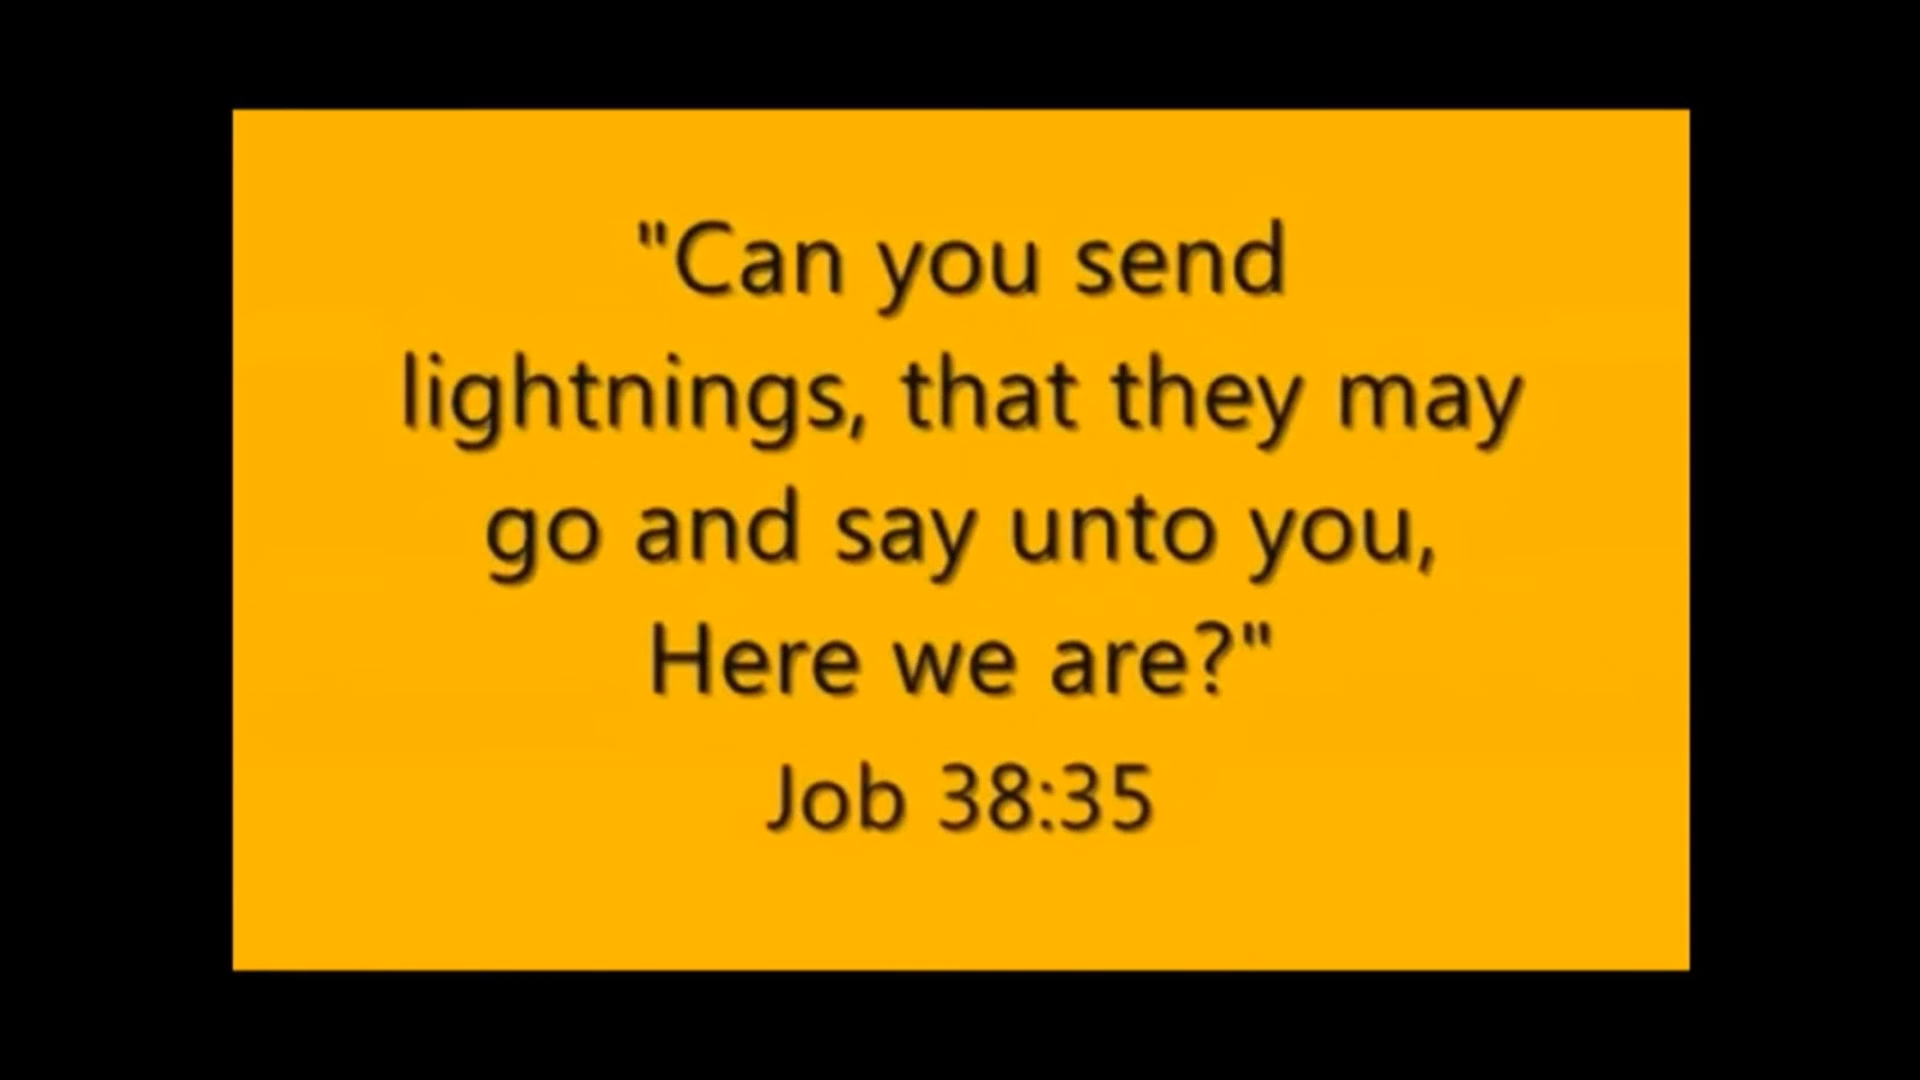 "Can you send
lightnings, that they may
go and say unto you,
Here we are?"
Job 38:35